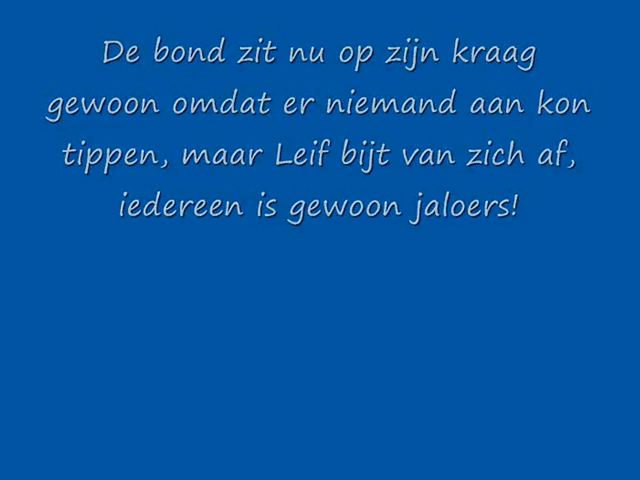 De bond zit nu op zijn kraag
gewoon omdat er niemand aan kon
tippen, maar Leif bijt van zich af,
iedereen is gewoon jaloers!